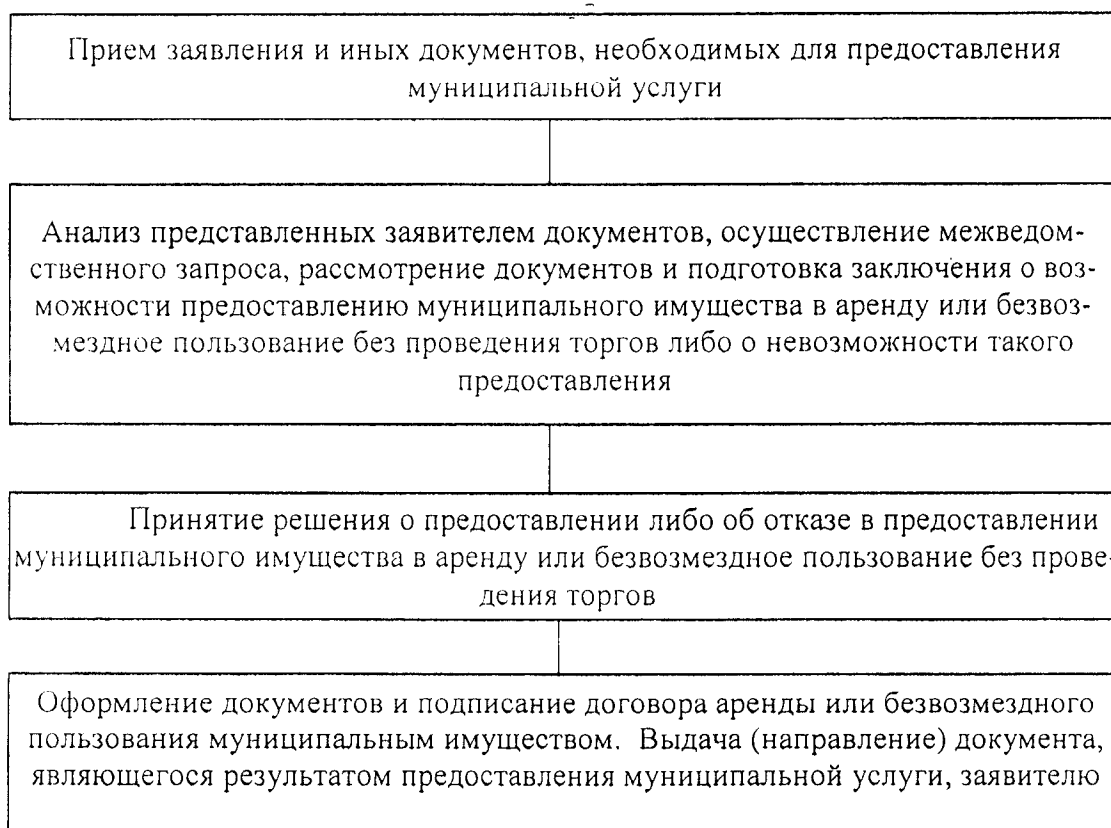 Прием заявления и иных документов, необходимых для предоставления
муниципальной услуги
Анализ представленных заявителем документов, осуществление межведом-
ственного запроса, рассмотрение документов и подготовка заключения о воз-
можности предоставлению муниципального имущества в аренду или безвоз-
мездное пользование без проведения торгов либо о невозможности такого
предоставления
Принятие решения о предоставлении либо об отказе в предоставлении
муниципального имущества в аренду или безвозмездное пользование без прове-
дения торгов
Оформление документов и подписание договора аренды или безвозмездного
пользования муниципальным имуществом. Выдача (направление) документа,
являющегося результатом предоставления муниципальной услуги, заявителю